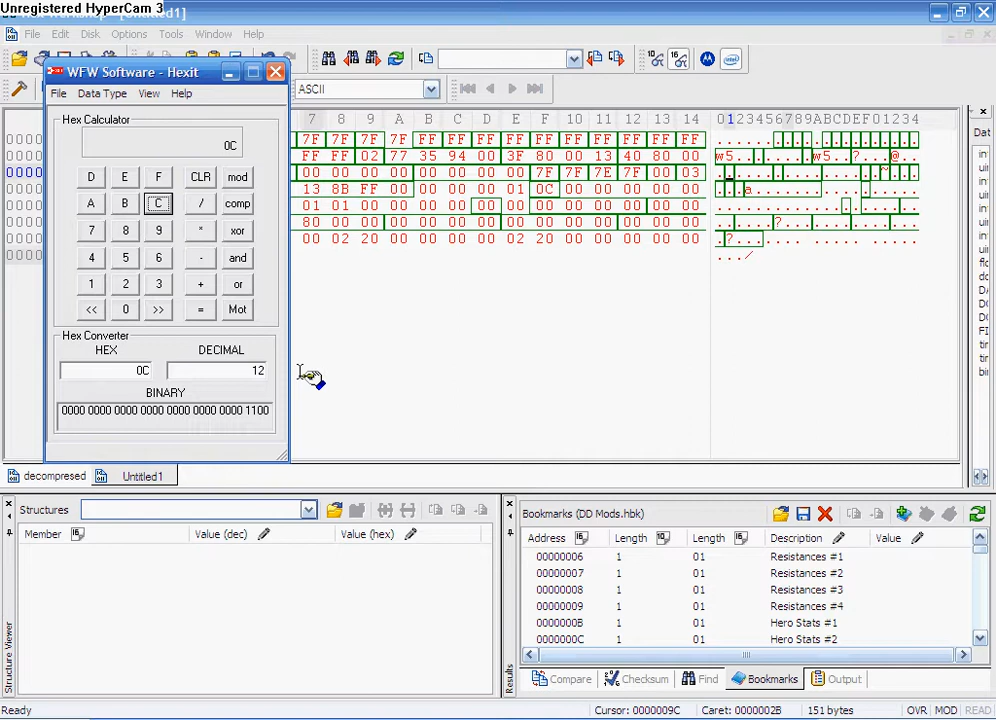 Unregistered HyperCam 3
File Edit Disk Options Tools Window Help
WFW Software - Hexit
File Data Type View Help
ASCII
Hex Calculator
0C
D E F CLR mod
A B C / comp
7 8 9 * xor
4 5 6 - and
1 2 3 + or
<< 0 >> = Mot
Hex Converter
HEX DECIMAL
0C 12
BINARY
0000 0000 0000 0000 0000 0000 0000 1100
7 8 9 A B C D E F 10 11 12 13 14 0123456789ABCDEF01234
7F 7F 7F 7F FF FF FF FF FF FF FF FF FF FF
FF FF 02 77 35 94 00 3F 80 00 13 40 80 00
00 00 00 00 00 00 00 00 7F 7F 7F 7F 00 03
13 8B FF 00 00 00 00 01 0C 00 00 00 00 00
01 01 00 00 00 00 00 00 00 00 00 00 00 00
80 00 00 00 00 00 00 00 00 00 00 00 00 00
00 02 20 00 00 00 02 20 00 00 00 00 00 00
decompresed Untitled1
Structures
Member Value (dec) Value (hex)
Structure Viewer
Bookmarks (DD Mods.hbk)
Address Length Length Description Value
00000006 1 01 Resistances #1
00000007 1 01 Resistances #2
00000008 1 01 Resistances #3
00000009 1 01 Resistances #4
0000000B 1 01 Hero Stats #1
0000000C 1 01 Hero Stats #2
Results
Compare Checksum Find Bookmarks Output
Ready Cursor: 0000009C Caret: 0000002B 151 bytes OVR MOD READ